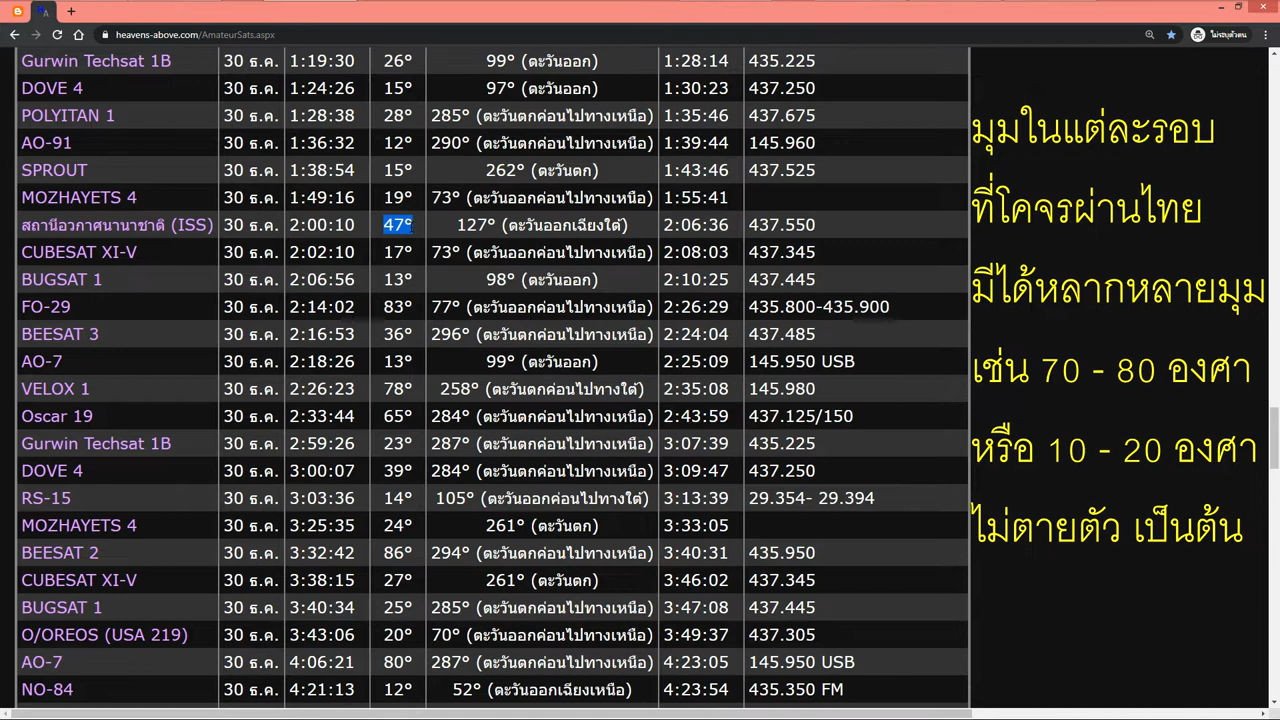 heavens-above.com/AmateurSats.aspx
ไม่ระบุตัวตน
Gurwin Techsat 1B 30 ธ.ค. 1:19:30 26° 99° (ตะวันออก) 1:28:14 435.225
DOVE 4 30 ธ.ค. 1:24:26 15° 97° (ตะวันออก) 1:30:23 437.250
POLYITAN 1 30 ธ.ค. 1:28:38 28° 285° (ตะวันตกค่อนไปทางเหนือ) 1:35:46 437.675
AO-91 30 ธ.ค. 1:36:32 12° 290° (ตะวันตกค่อนไปทางเหนือ) 1:39:44 145.960
SPROUT 30 ธ.ค. 1:38:54 15° 262° (ตะวันตก) 1:43:46 437.525
MOZHAYETS 4 30 ธ.ค. 1:49:16 19° 73° (ตะวันออกค่อนไปทางเหนือ) 1:55:41
สถานีอวกาศนานาชาติ (ISS) 30 ธ.ค. 2:00:10 47° 127° (ตะวันออกเฉียงใต้) 2:06:36 437.550
CUBESAT XI-V 30 ธ.ค. 2:02:10 17° 73° (ตะวันออกค่อนไปทางเหนือ) 2:08:03 437.345
BUGSAT 1 30 ธ.ค. 2:06:56 13° 98° (ตะวันออก) 2:10:25 437.445
FO-29 30 ธ.ค. 2:14:02 83° 77° (ตะวันออกค่อนไปทางเหนือ) 2:26:29 435.800-435.900
BEESAT 3 30 ธ.ค. 2:16:53 36° 296° (ตะวันตกค่อนไปทางเหนือ) 2:24:04 437.485
AO-7 30 ธ.ค. 2:18:26 13° 99° (ตะวันออก) 2:25:09 145.950 USB
VELOX 1 30 ธ.ค. 2:26:23 78° 258° (ตะวันตกค่อนไปทางใต้) 2:35:08 145.980
Oscar 19 30 ธ.ค. 2:33:44 65° 284° (ตะวันตกค่อนไปทางเหนือ) 2:43:59 437.125/150
Gurwin Techsat 1B 30 ธ.ค. 2:59:26 23° 287° (ตะวันตกค่อนไปทางเหนือ) 3:07:39 435.225
DOVE 4 30 ธ.ค. 3:00:07 39° 284° (ตะวันตกค่อนไปทางเหนือ) 3:09:47 437.250
RS-15 30 ธ.ค. 3:03:36 14° 105° (ตะวันออกค่อนไปทางใต้) 3:13:39 29.354- 29.394
MOZHAYETS 4 30 ธ.ค. 3:25:35 24° 261° (ตะวันตก) 3:33:05
BEESAT 2 30 ธ.ค. 3:32:42 86° 294° (ตะวันตกค่อนไปทางเหนือ) 3:40:31 435.950
CUBESAT XI-V 30 ธ.ค. 3:38:15 27° 261° (ตะวันตก) 3:46:02 437.345
BUGSAT 1 30 ธ.ค. 3:40:34 25° 285° (ตะวันตกค่อนไปทางเหนือ) 3:47:08 437.445
O/OREOS (USA 219) 30 ธ.ค. 3:43:06 20° 70° (ตะวันออกค่อนไปทางเหนือ) 3:49:37 437.305
AO-7 30 ธ.ค. 4:06:21 80° 287° (ตะวันตกค่อนไปทางเหนือ) 4:23:05 145.950 USB
NO-84 30 ธ.ค. 4:21:13 12° 52° (ตะวันออกเฉียงเหนือ) 4:23:54 435.350 FM
มุมในแต่ละรอบ
ที่โคจรผ่านไทย
มีได้หลากหลายมุม
เช่น 70 - 80 องศา
หรือ 10 - 20 องศา
ไม่ตายตัว เป็นต้น